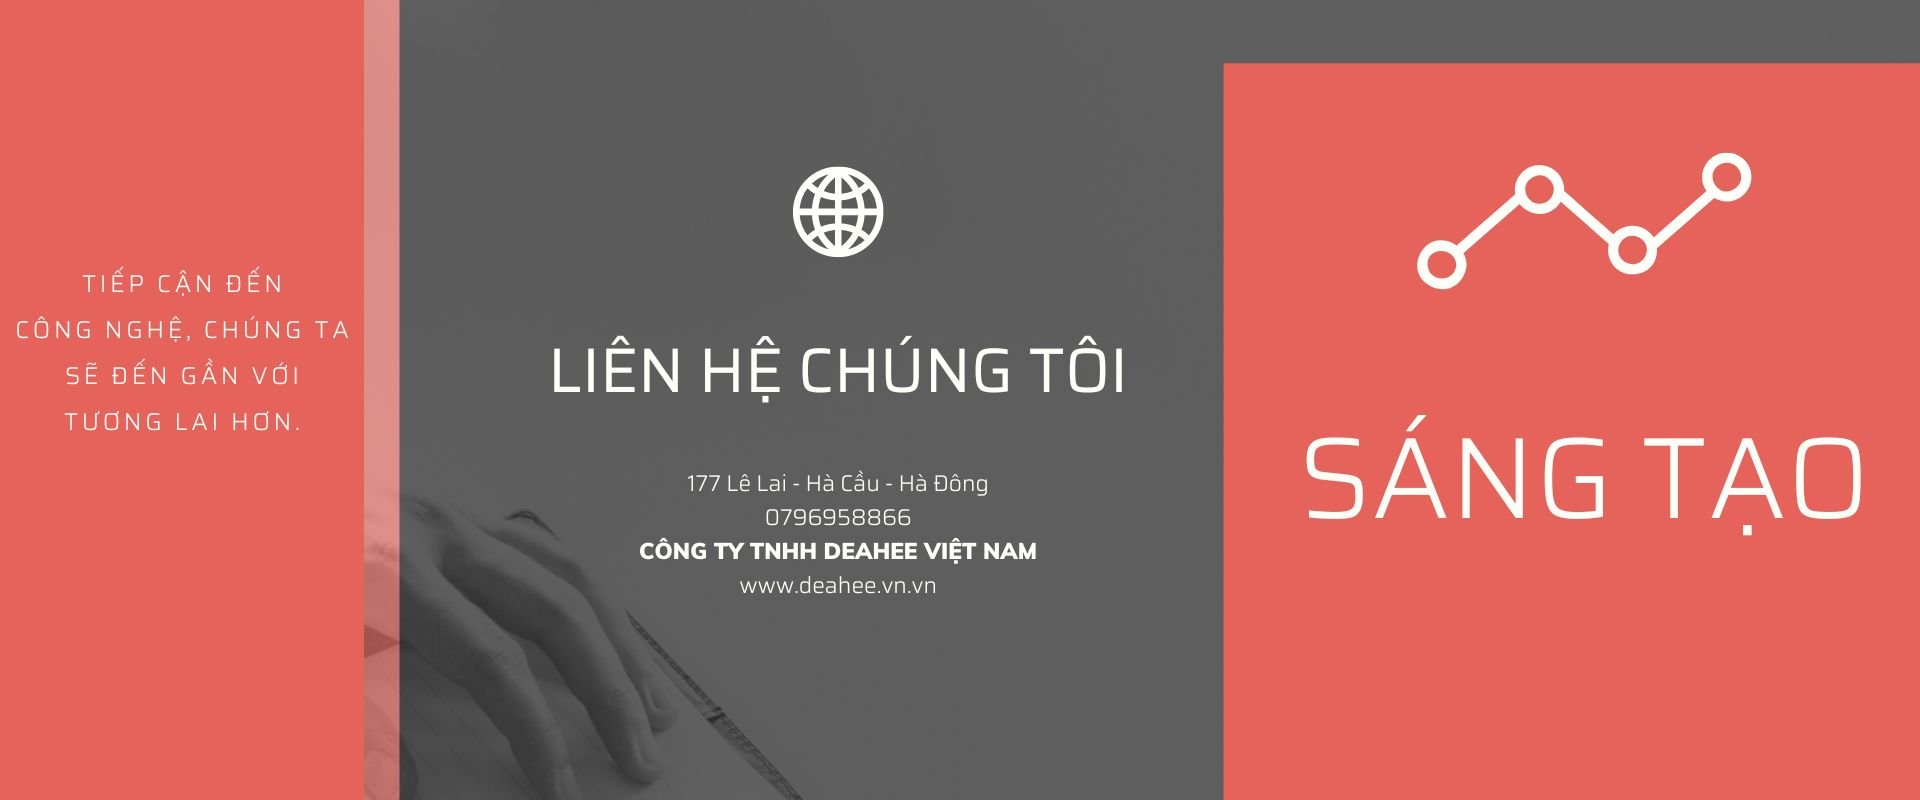 TIẾP CẬN ĐẾN
CÔNG NGHỆ, CHÚNG TA
SẼ ĐẾN GẦN VỚI
TƯƠNG LAI HƠN.
LIÊN HỆ CHÚNG TÔI
177 Lê Lai - Hà Cầu - Hà Đông
0796958866
CÔNG TY TNHH DEAHEE VIỆT NAM
www.deahee.vn.vn
SÁNG TẠO